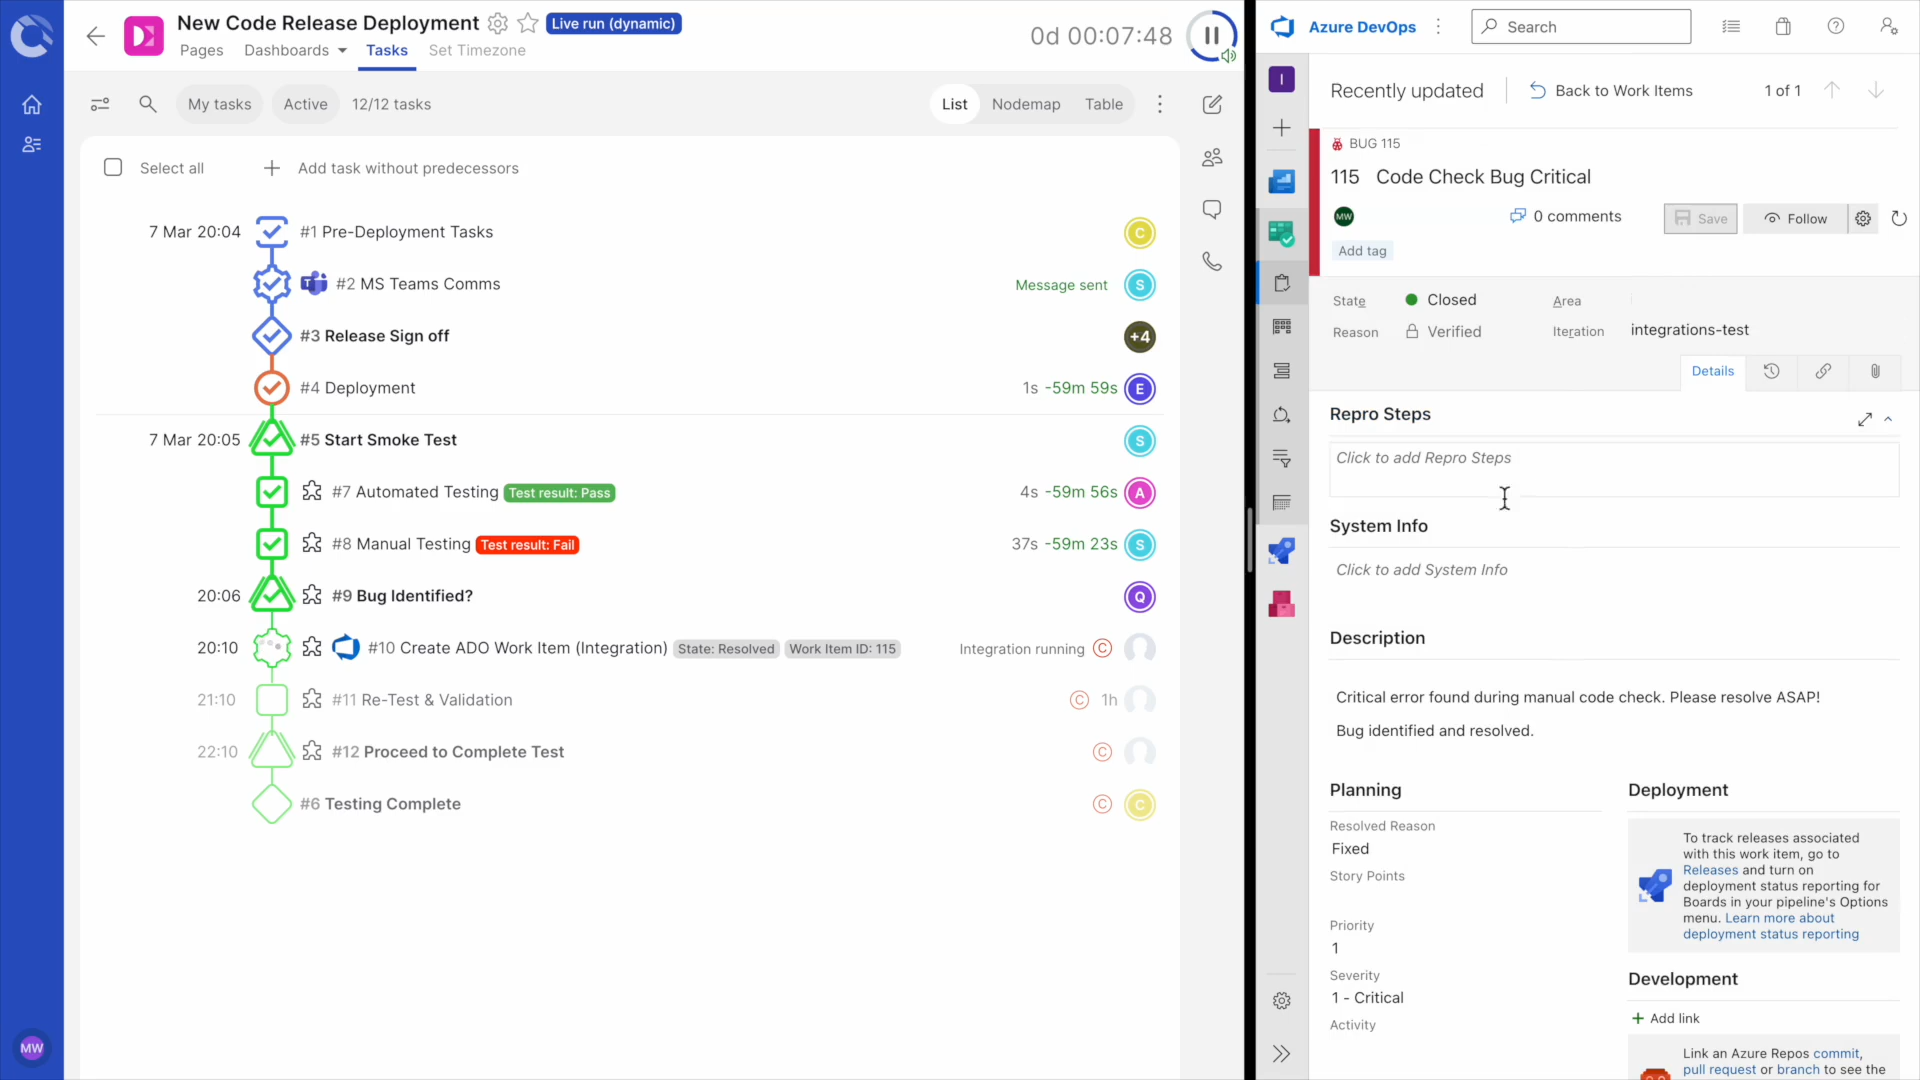 New Code Release Deployment
Live run (dynamic)
Pages
Dashboards
Tasks
Set Timezone
0d 00:07:48
My tasks
Active
12/12 tasks
List
Nodemap
Table
Select all
Add task without predecessors
7 Mar 20:04
#1 Pre-Deployment Tasks
C
#2 MS Teams Comms
Message sent
S
#3 Release Sign off
+4
#4 Deployment
1s -59m 59s
E
7 Mar 20:05
#5 Start Smoke Test
S
#7 Automated Testing
Test result: Pass
4s -59m 56s
A
#8 Manual Testing
Test result: Fail
37s -59m 23s
S
20:06
#9 Bug Identified?
Q
20:10
#10 Create ADO Work Item (Integration)
State: Resolved
Work Item ID: 115
Integration running
C
21:10
#11 Re-Test & Validation
C
1h
22:10
#12 Proceed to Complete Test
C
#6 Testing Complete
C
C
MW
Azure DevOps
Search
I
Recently updated
Back to Work Items
1 of 1
BUG 115
115 Code Check Bug Critical
MW
0 comments
Save
Follow
Add tag
State
Closed
Area
Reason
Verified
Iteration
integrations-test
Details
Repro Steps
Click to add Repro Steps
System Info
Click to add System Info
Description
Critical error found during manual code check. Please resolve ASAP!
Bug identified and resolved.
Planning
Resolved Reason
Fixed
Story Points
Priority
1
Severity
1 - Critical
Activity
Deployment
To track releases associated
with this work item, go to
Releases and turn on
deployment status reporting for
Boards in your pipeline's Options
menu. Learn more about
deployment status reporting
Development
Add link
Link an Azure Repos commit,
pull request or branch to see the